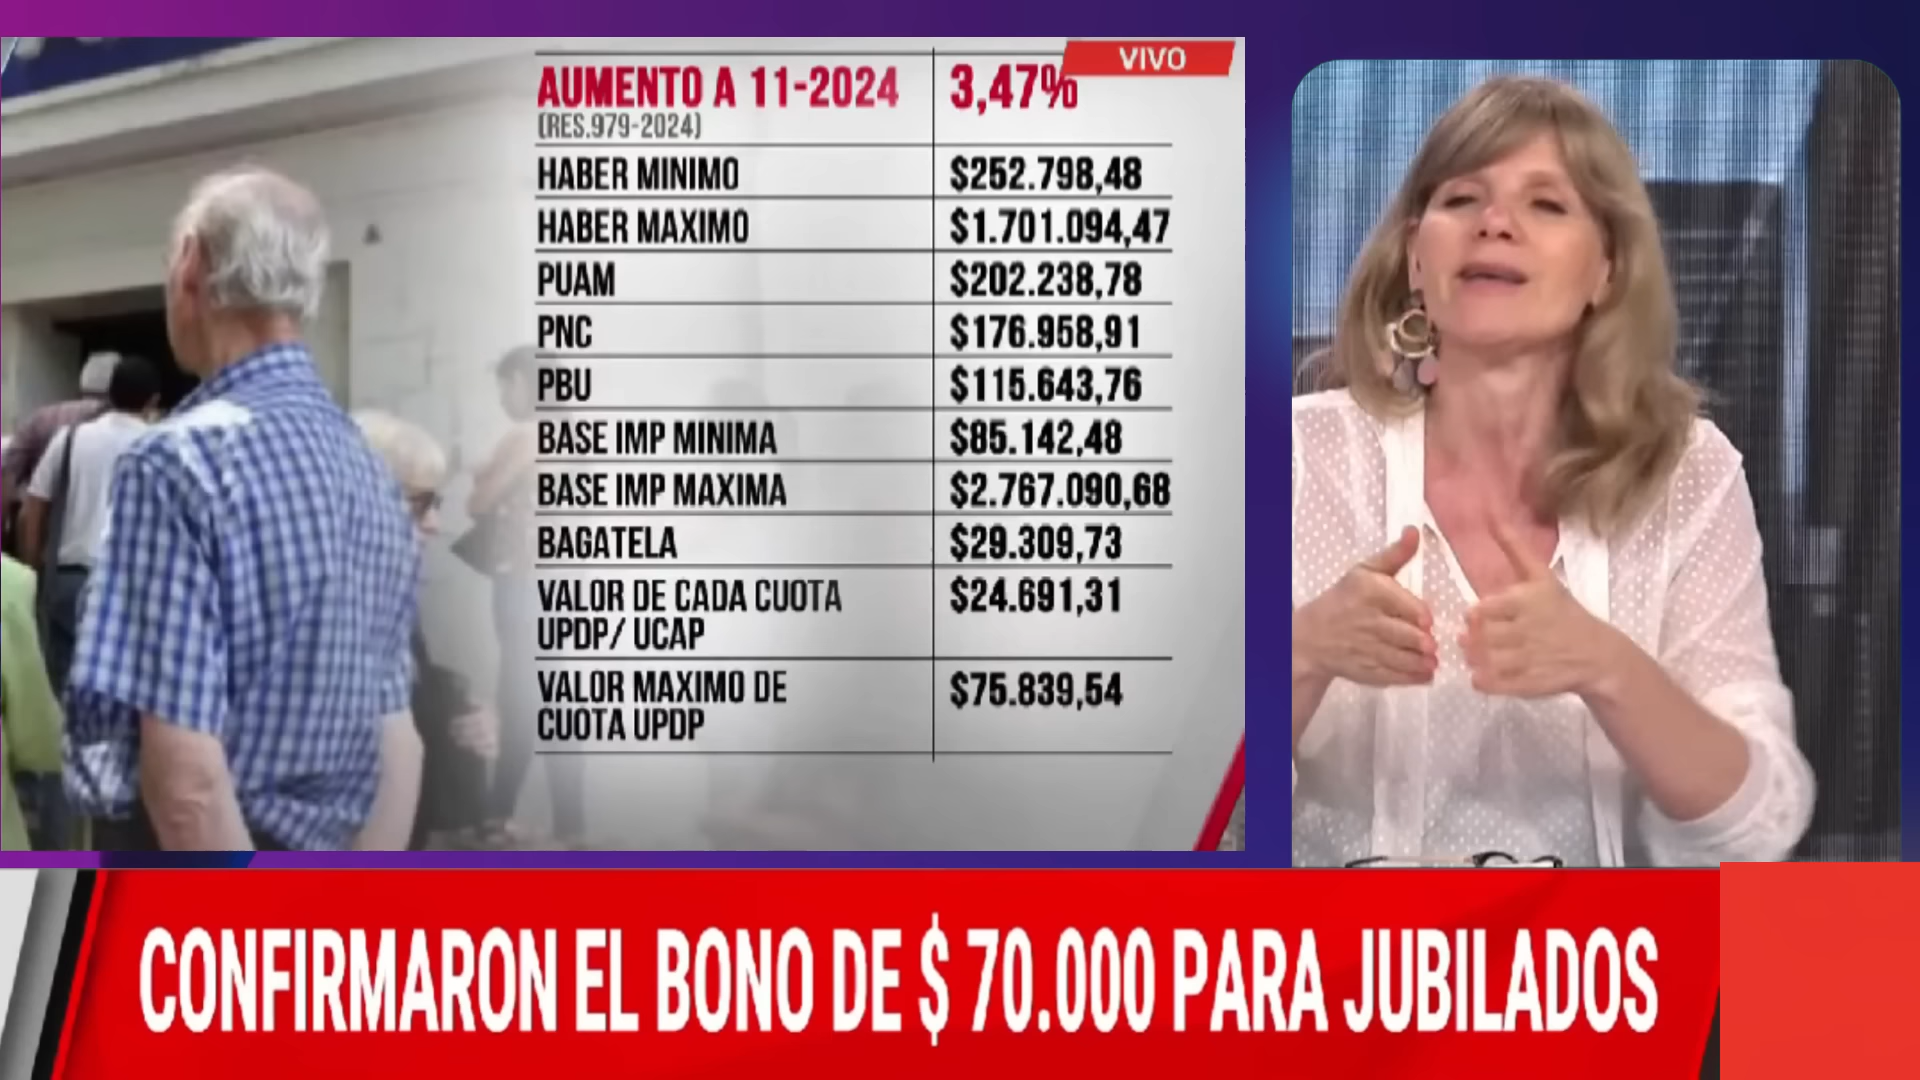 VIVO
AUMENTO A 11-2024 3,47%
(RES.979-2024)
HABER MINIMO $252.798,48
HABER MAXIMO $1.701.094,47
PUAM $202.238,78
PNC $176.958,91
PBU $115.643,76
BASE IMP MINIMA $85.142,48
BASE IMP MAXIMA $2.767.090,68
BAGATELA $29.309,73
VALOR DE CADA CUOTA $24.691,31
UPDP/ UCAP
VALOR MAXIMO DE $75.839,54
CUOTA UPDP
CONFIRMARON EL BONO DE $ 70.000 PARA JUBILADOS